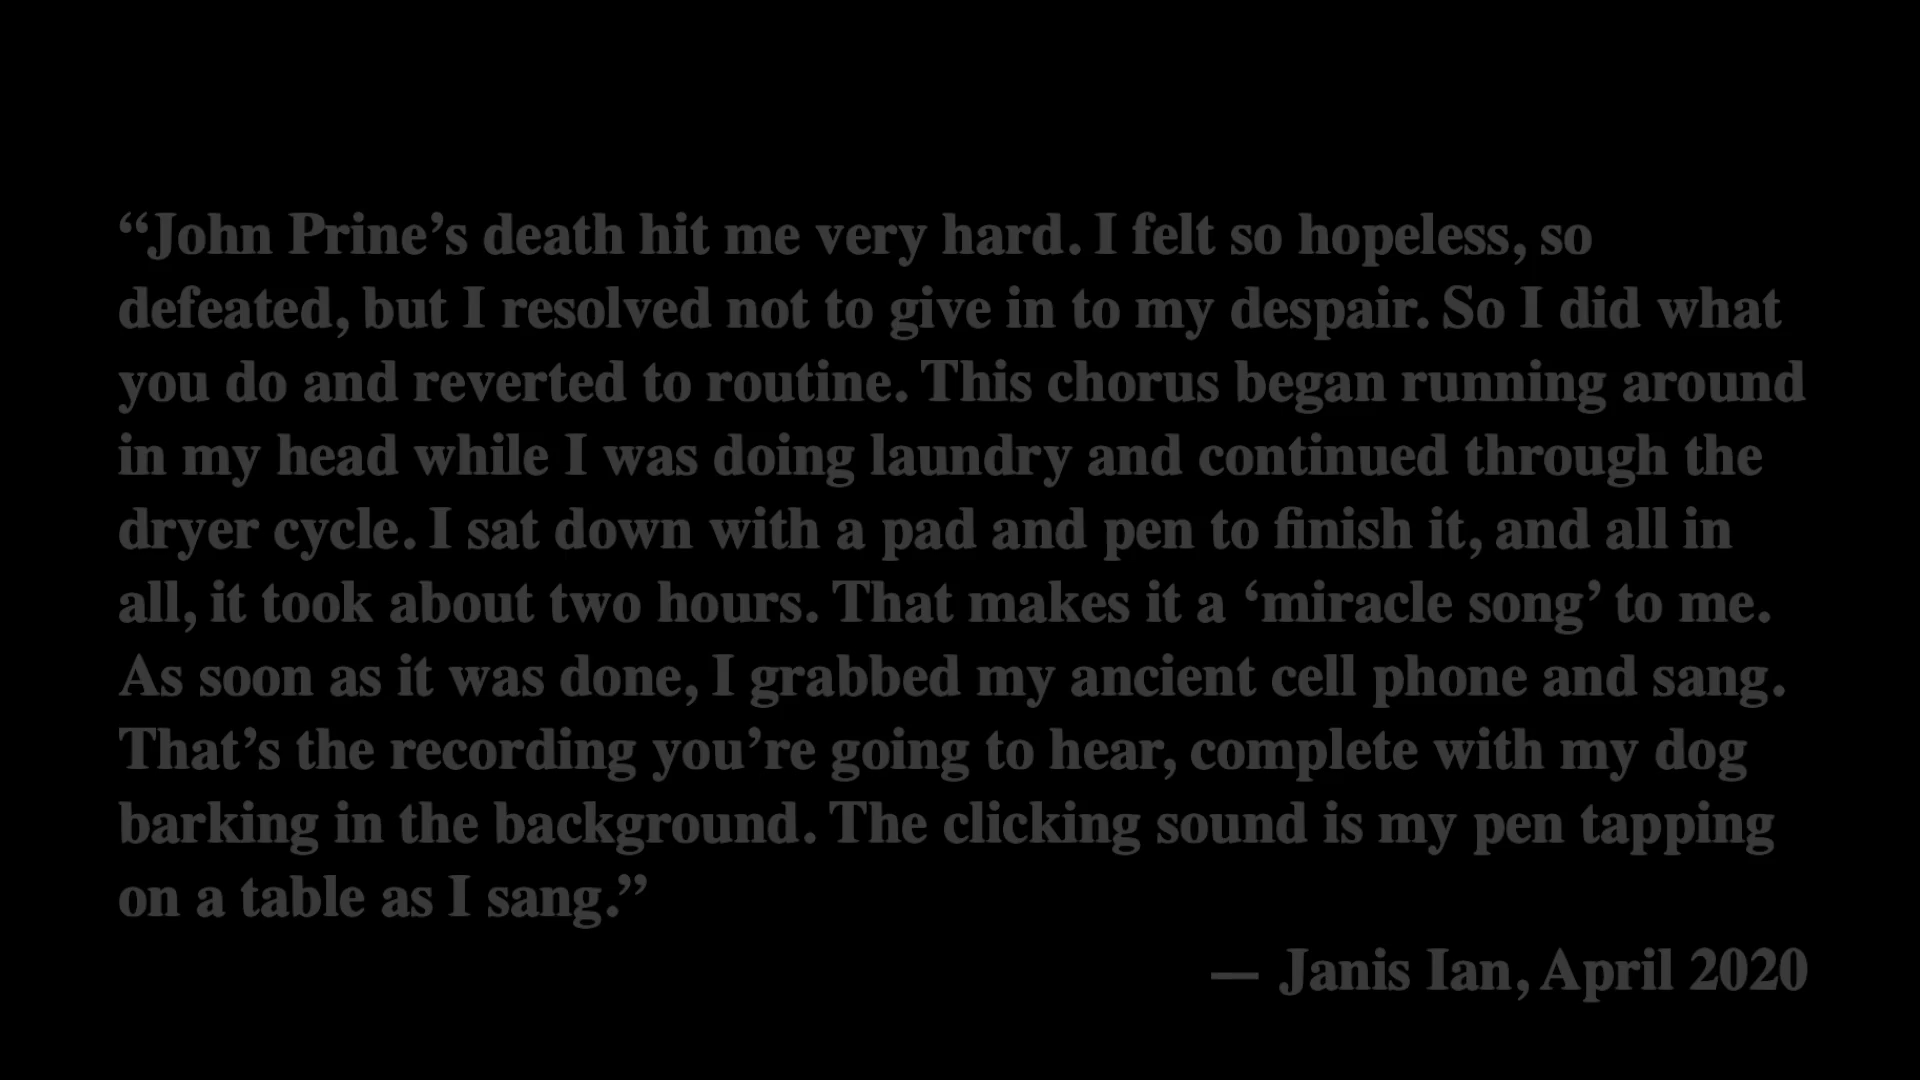 “John Prine’s death hit me very hard. I felt so hopeless, so
defeated, but I resolved not to give in to my despair. So I did what
you do and reverted to routine. This chorus began running around
in my head while I was doing laundry and continued through the
dryer cycle. I sat down with a pad and pen to finish it, and all in
all, it took about two hours. That makes it a ‘miracle song’ to me.
As soon as it was done, I grabbed my ancient cell phone and sang.
That’s the recording you’re going to hear, complete with my dog
barking in the background. The clicking sound is my pen tapping
on a table as I sang.”
— Janis Ian, April 2020